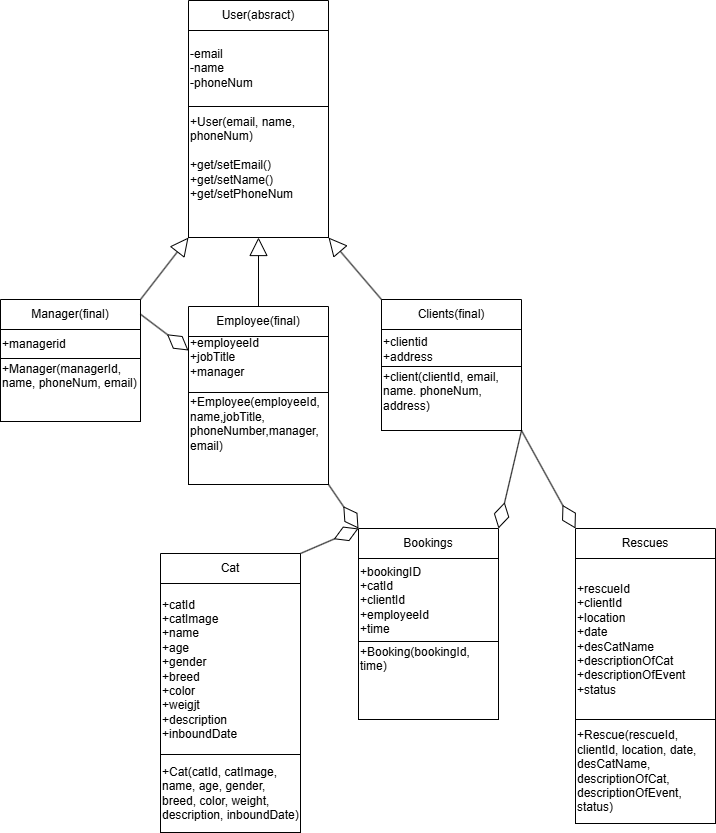 User(absract)
-email
-name
-phoneNum
+User(email, name,
phoneNum)
+get/setEmail()
+get/setName()
+get/setPhoneNum
Manager(final)
+managerid
+Manager(managerId,
name, phoneNum, email)
Employee(final)
+employeeId
+jobTitle
+manager
+Employee(employeeId,
name,jobTitle,
phoneNumber,manager,
email)
Clients(final)
+clientid
+address
+client(clientId, email,
name. phoneNum,
address)
Cat
+catId
+catImage
+name
+age
+gender
+breed
+color
+weigjt
+description
+inboundDate
+Cat(catId, catImage,
name, age, gender,
breed, color, weight,
description, inboundDate)
Bookings
+bookingID
+catId
+clientId
+employeeId
+time
+Booking(bookingId,
time)
Rescues
+rescueId
+clientId
+location
+date
+desCatName
+descriptionOfCat
+descriptionOfEvent
+status
+Rescue(rescueId,
clientId, location, date,
desCatName,
descriptionOfCat,
descriptionOfEvent,
status)